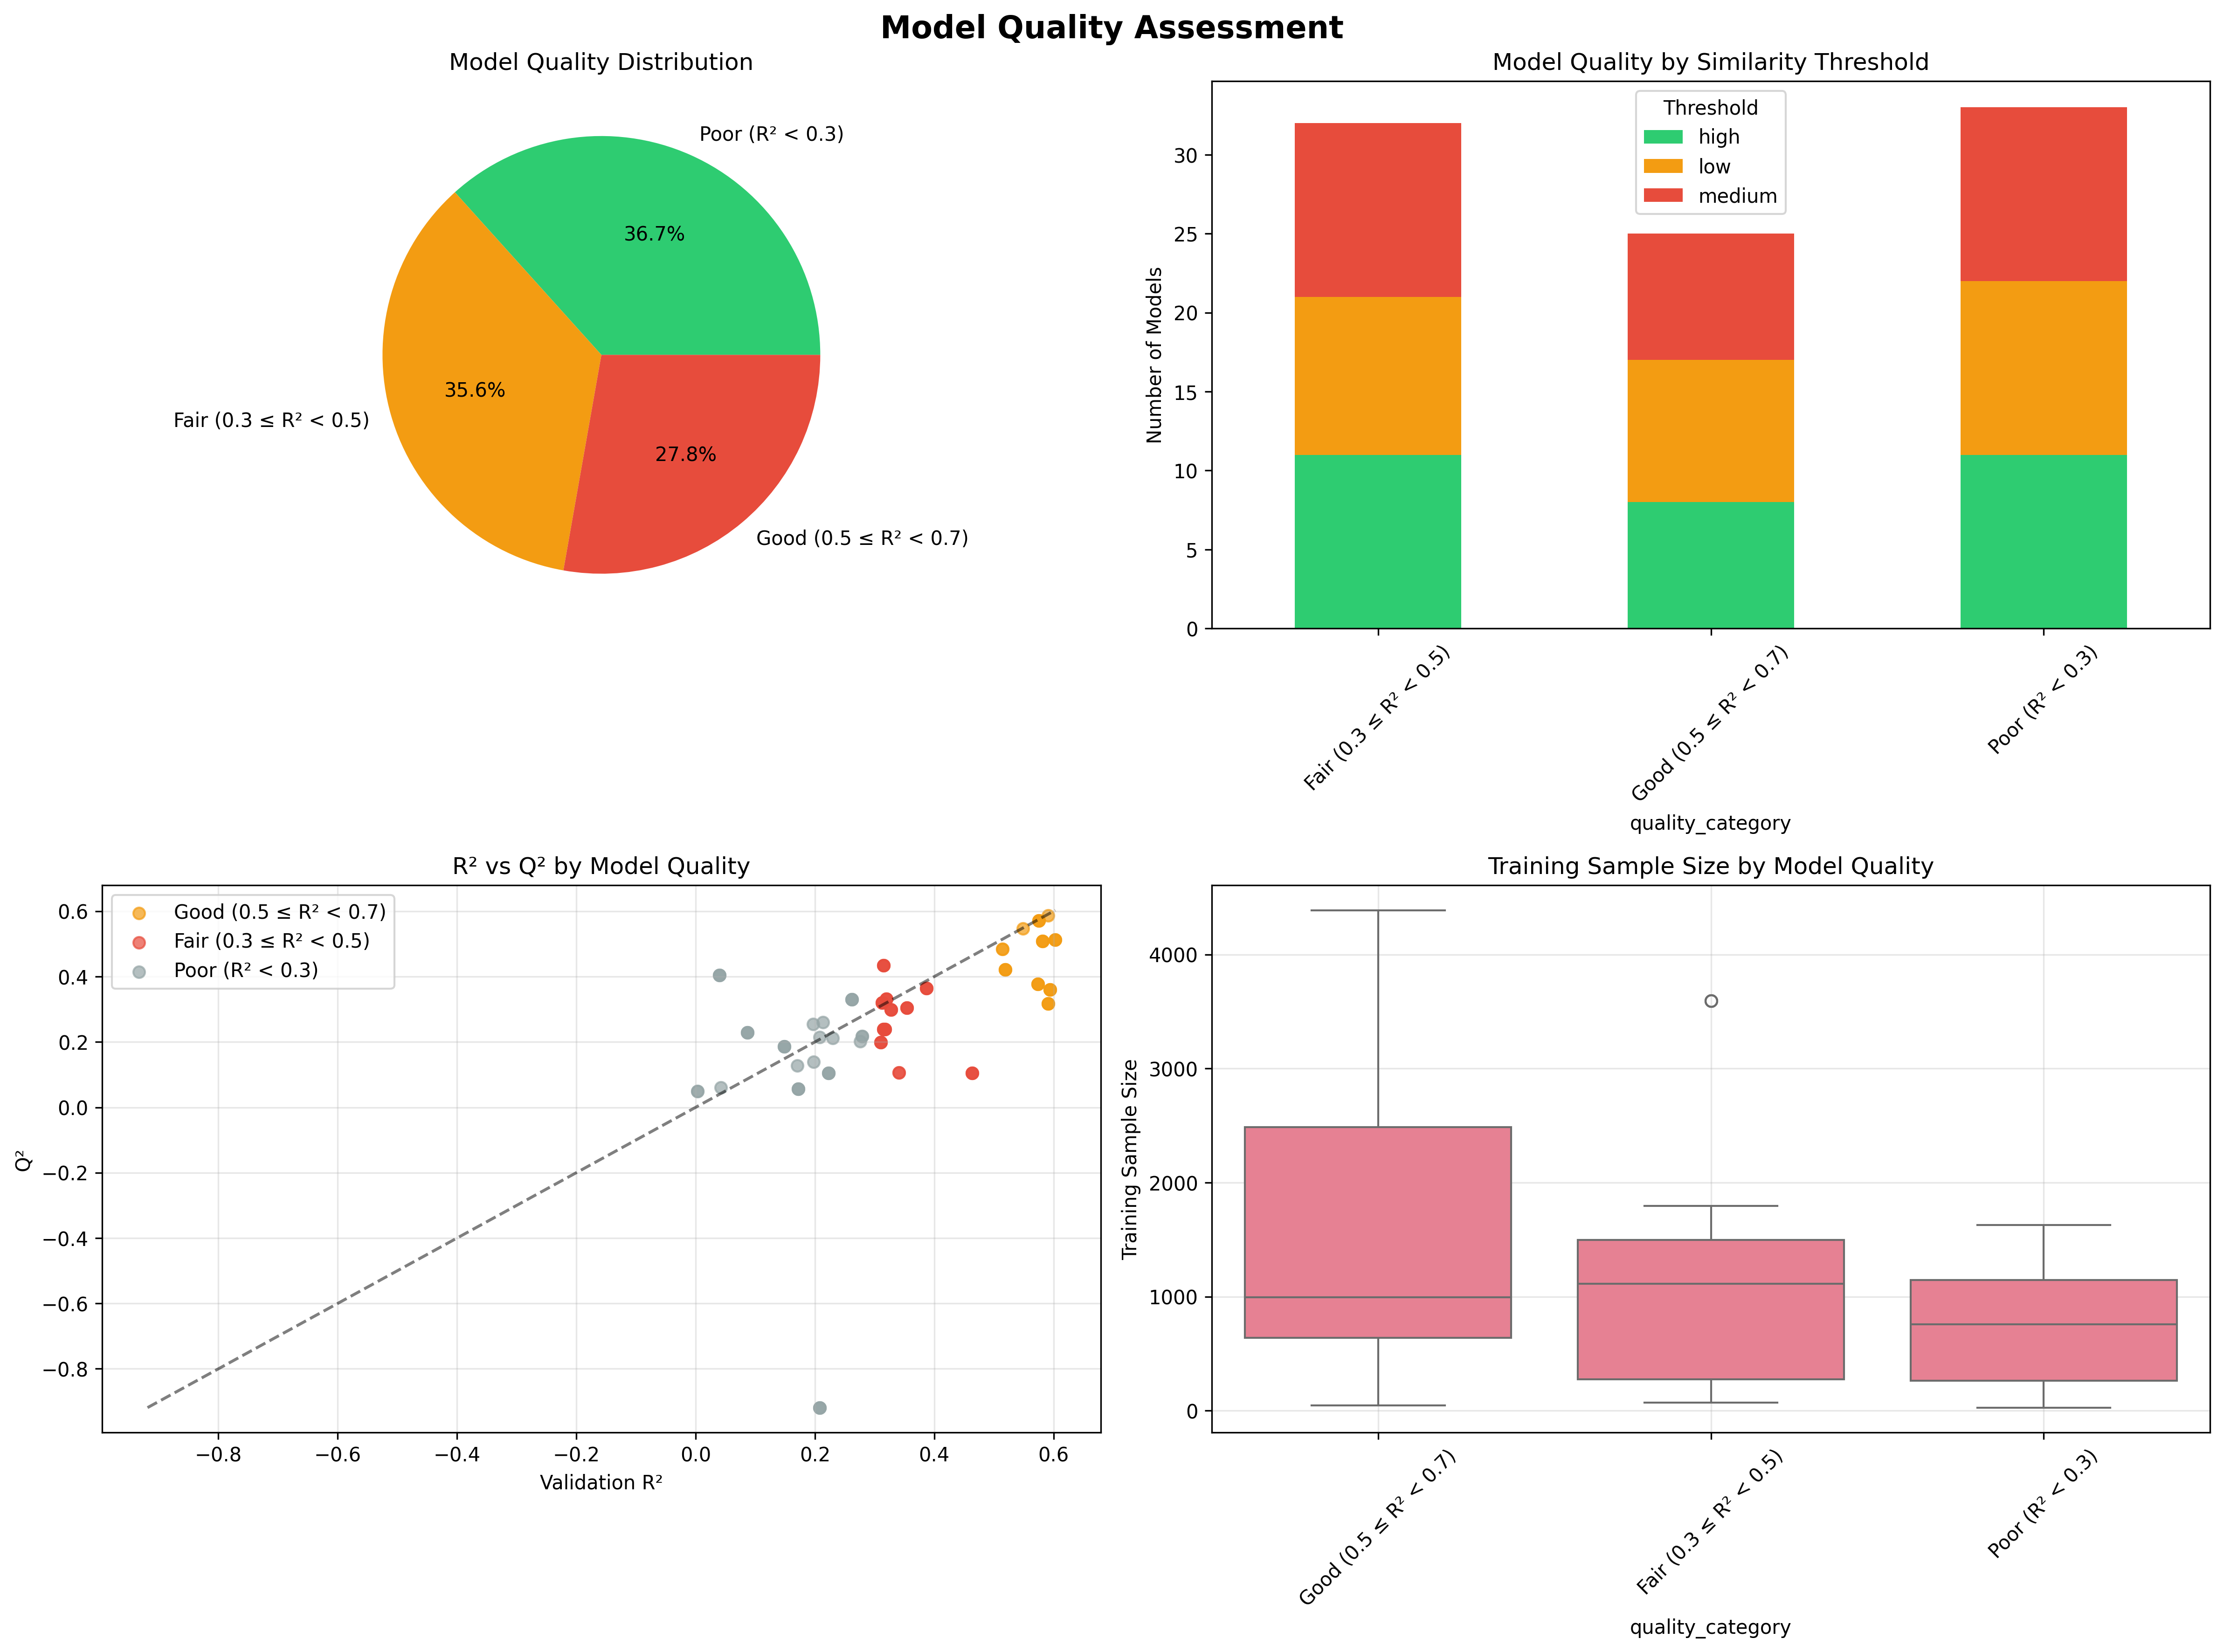 Model Quality Assessment
Model Quality Distribution
Poor (R² < 0.3)
36.7%
35.6%
Fair (0.3 ≤ R² < 0.5)
27.8%
Good (0.5 ≤ R² < 0.7)
Model Quality by Similarity Threshold
Threshold
high
low
medium
Number of Models
30
25
20
15
10
5
0
Fair (0.3 ≤ R² < 0.5)
Good (0.5 ≤ R² < 0.7)
Poor (R² < 0.3)
quality_category
R² vs Q² by Model Quality
Good (0.5 ≤ R² < 0.7)
Fair (0.3 ≤ R² < 0.5)
Poor (R² < 0.3)
Q²
0.6
0.4
0.2
0.0
−0.2
−0.4
−0.6
−0.8
−0.8 −0.6 −0.4 −0.2 0.0 0.2 0.4 0.6
Validation R²
Training Sample Size by Model Quality
Training Sample Size
4000
3000
2000
1000
0
Good (0.5 ≤ R² < 0.7)
Fair (0.3 ≤ R² < 0.5)
Poor (R² < 0.3)
quality_category